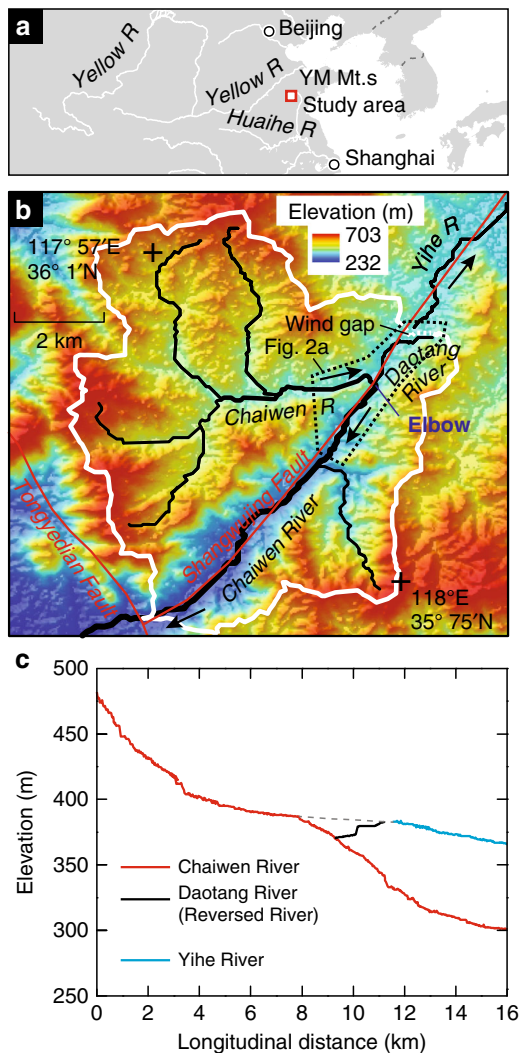 a
Beijing
Yellow R
Yellow R
YM Mt.s
Study area
Huaihe R
Shanghai
b
Elevation (m)
703
232
117° 57′E
36° 1′N
2 km
Yihe R
Wind gap
Fig. 2a
Daotang
River
Chaiwen R
Elbow
Shangwujing Fault
Chaiwen River
Tongyedian Fault
118°E
35° 75′N
c
500
450
400
350
300
250
Elevation (m)
Chaiwen River
Daotang River
(Reversed River)
Yihe River
0 2 4 6 8 10 12 14 16
Longitudinal distance (km)